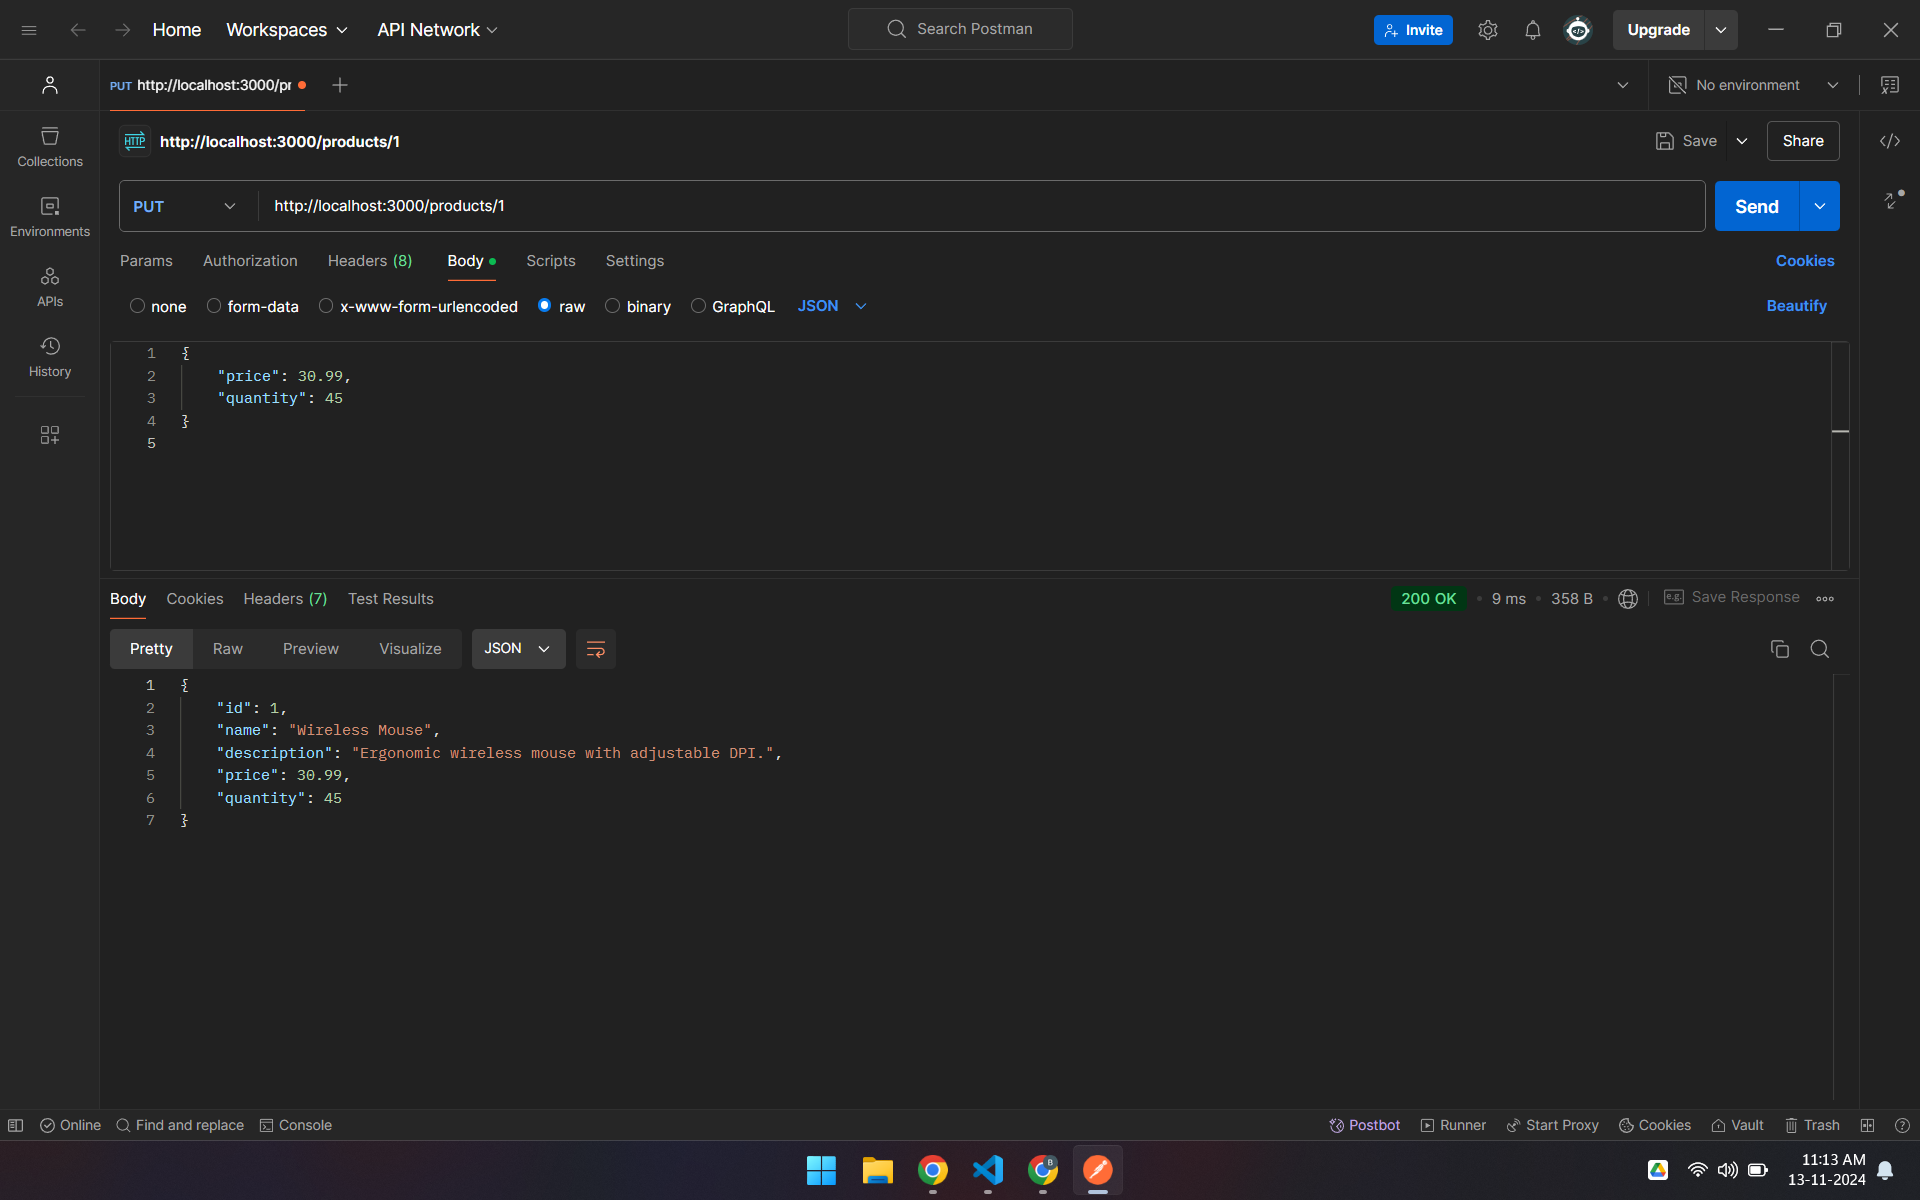 Home Workspaces API Network Search Postman Invite Upgrade
PUT http://localhost:3000/pr No environment
HTTP http://localhost:3000/products/1 Save Share
Collections
Environments
APIs
History
PUT http://localhost:3000/products/1 Send
Params Authorization Headers (8) Body Scripts Settings Cookies
none form-data x-www-form-urlencoded raw binary GraphQL JSON Beautify
1 {
2 "price": 30.99,
3 "quantity": 45
4 }
5
Body Cookies Headers (7) Test Results 200 OK 9 ms 358 B e.g. Save Response
Pretty Raw Preview Visualize JSON
1 {
2 "id": 1,
3 "name": "Wireless Mouse",
4 "description": "Ergonomic wireless mouse with adjustable DPI.",
5 "price": 30.99,
6 "quantity": 45
7 }
Online Find and replace Console Postbot Runner Start Proxy Cookies Vault Trash
11:13 AM
13-11-2024